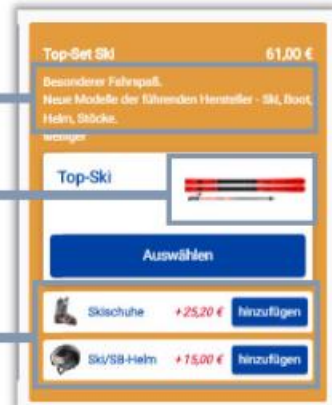 Top-Set Ski 61,00 €
Besonderer Fahrspaß.
Neue Modelle der führenden Hersteller - Ski, Boot,
Helm, Stöcke.
weniger
Top-Ski
Auswählen
Skischuhe +25,20 € hinzufügen
Ski/SB-Helm +15,00 € hinzufügen